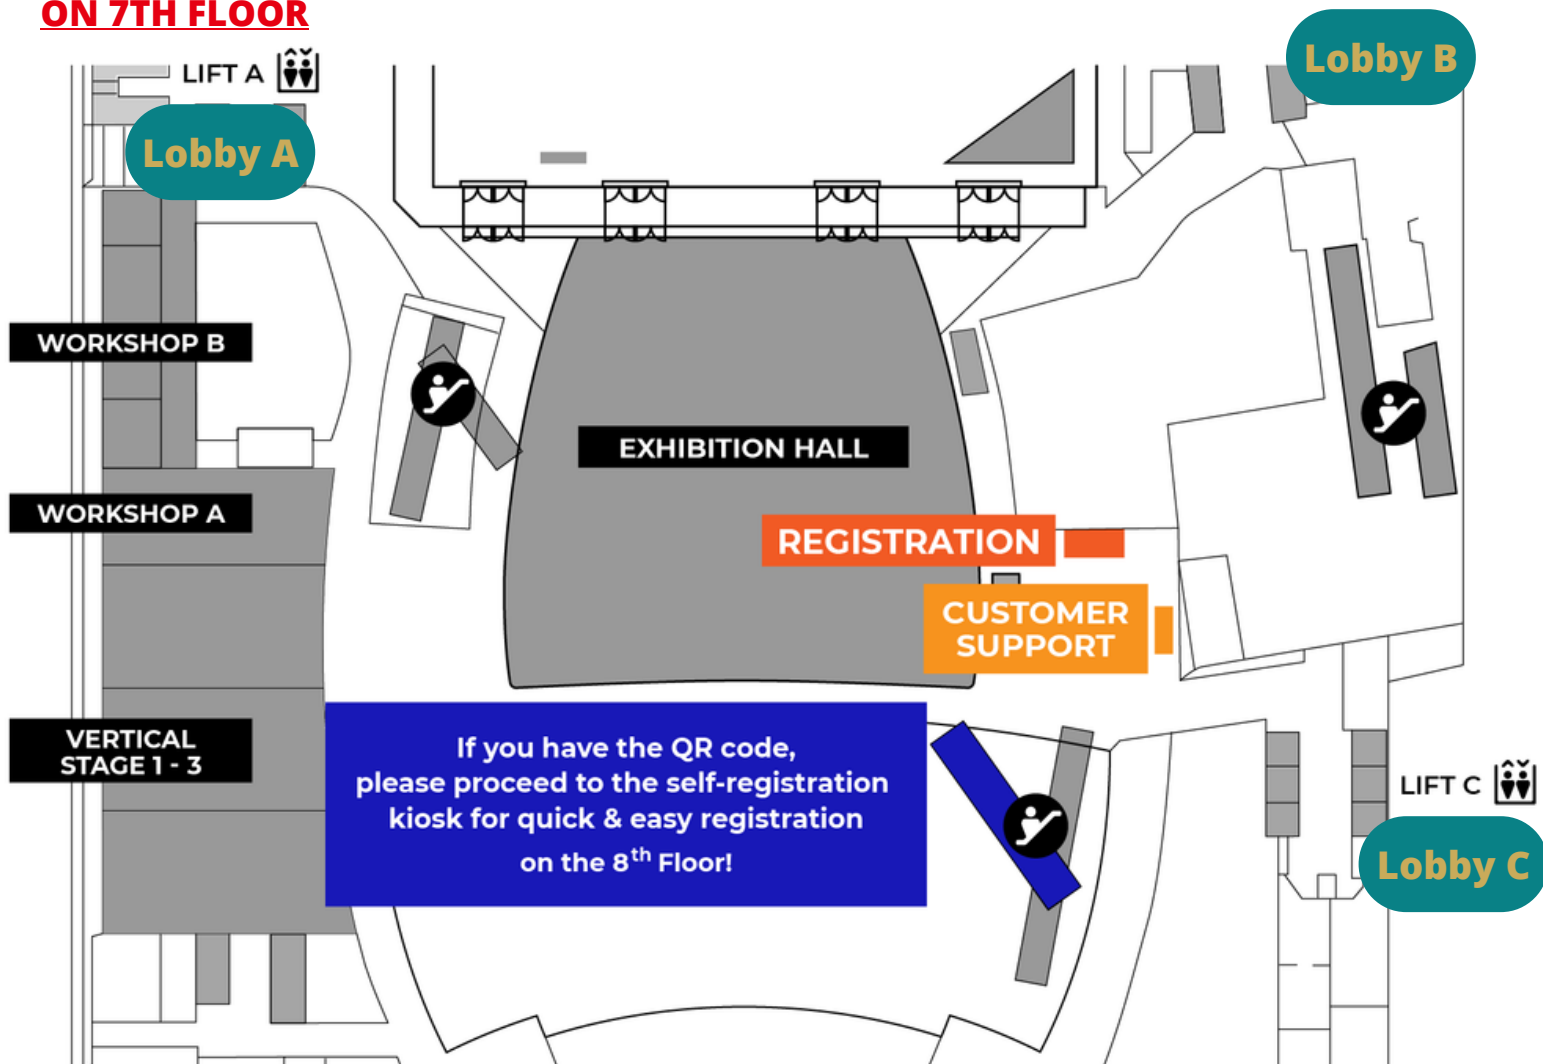 ON 7TH FLOOR
LIFT A
Lobby A
Lobby B
WORKSHOP B
EXHIBITION HALL
WORKSHOP A
REGISTRATION
CUSTOMER
SUPPORT
VERTICAL
STAGE 1 - 3
If you have the QR code,
please proceed to the self-registration
kiosk for quick & easy registration
on the 8th Floor!
LIFT C
Lobby C